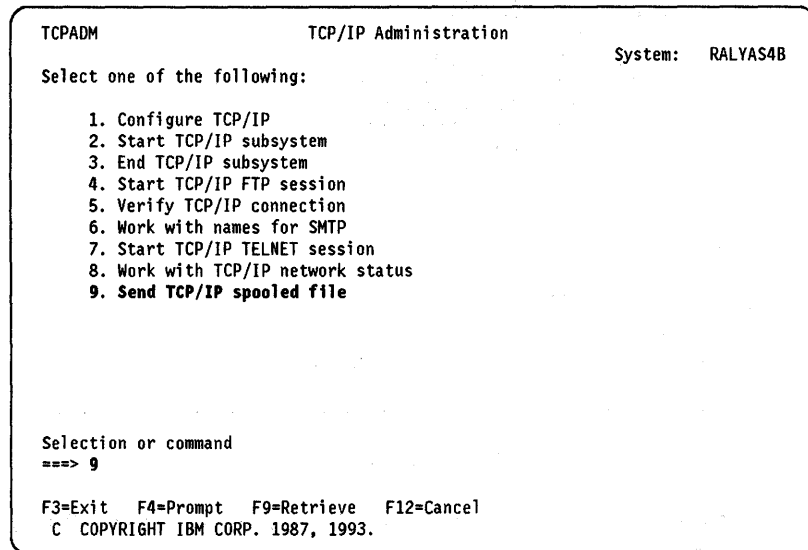 TCPADM TCP/IP Administration
System: RALYAS4B
Select one of the following:
1. Configure TCP/IP
2. Start TCP/IP subsystem
3. End TCP/IP subsystem
4. Start TCP/IP FTP session
5. Verify TCP/IP connection
6. Work with names for SMTP
7. Start TCP/IP TELNET session
8. Work with TCP/IP network status
9. Send TCP/IP spooled file
Selection or command
===> 9
F3=Exit F4=Prompt F9=Retrieve F12=Cancel
C COPYRIGHT IBM CORP. 1987, 1993.